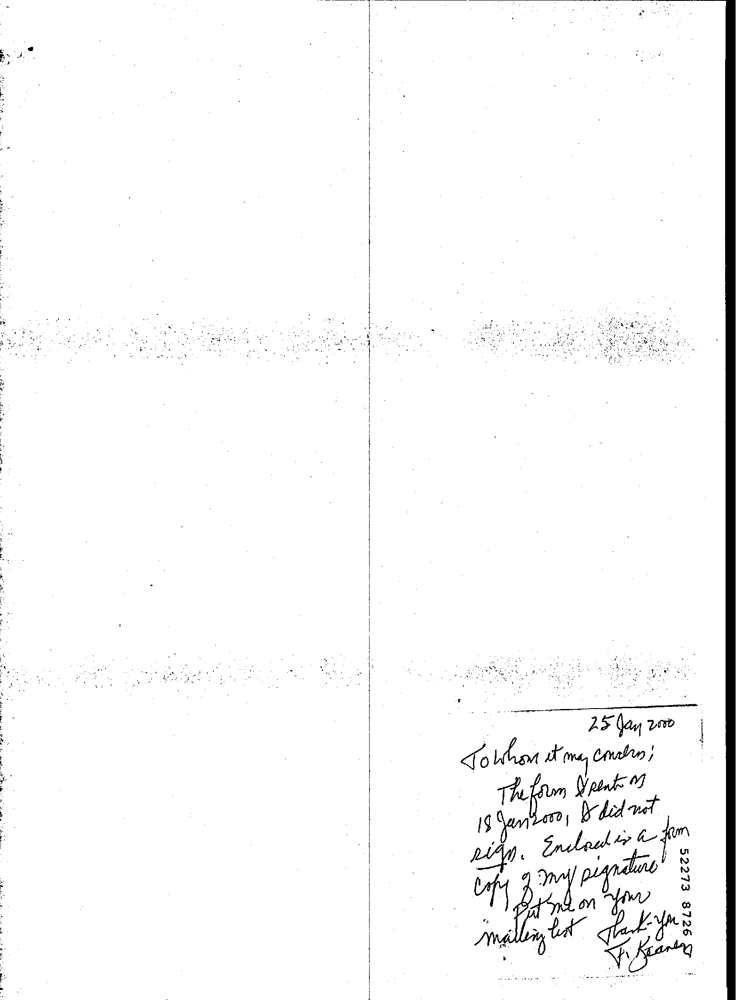 25 Jan 2000
To Whom it may concern;
The form I sent on
18 Jan 2000, I did not
sign. Enclosed is a form
copy of my signature
Put me on your
mailing list Thank-you
52273 8726